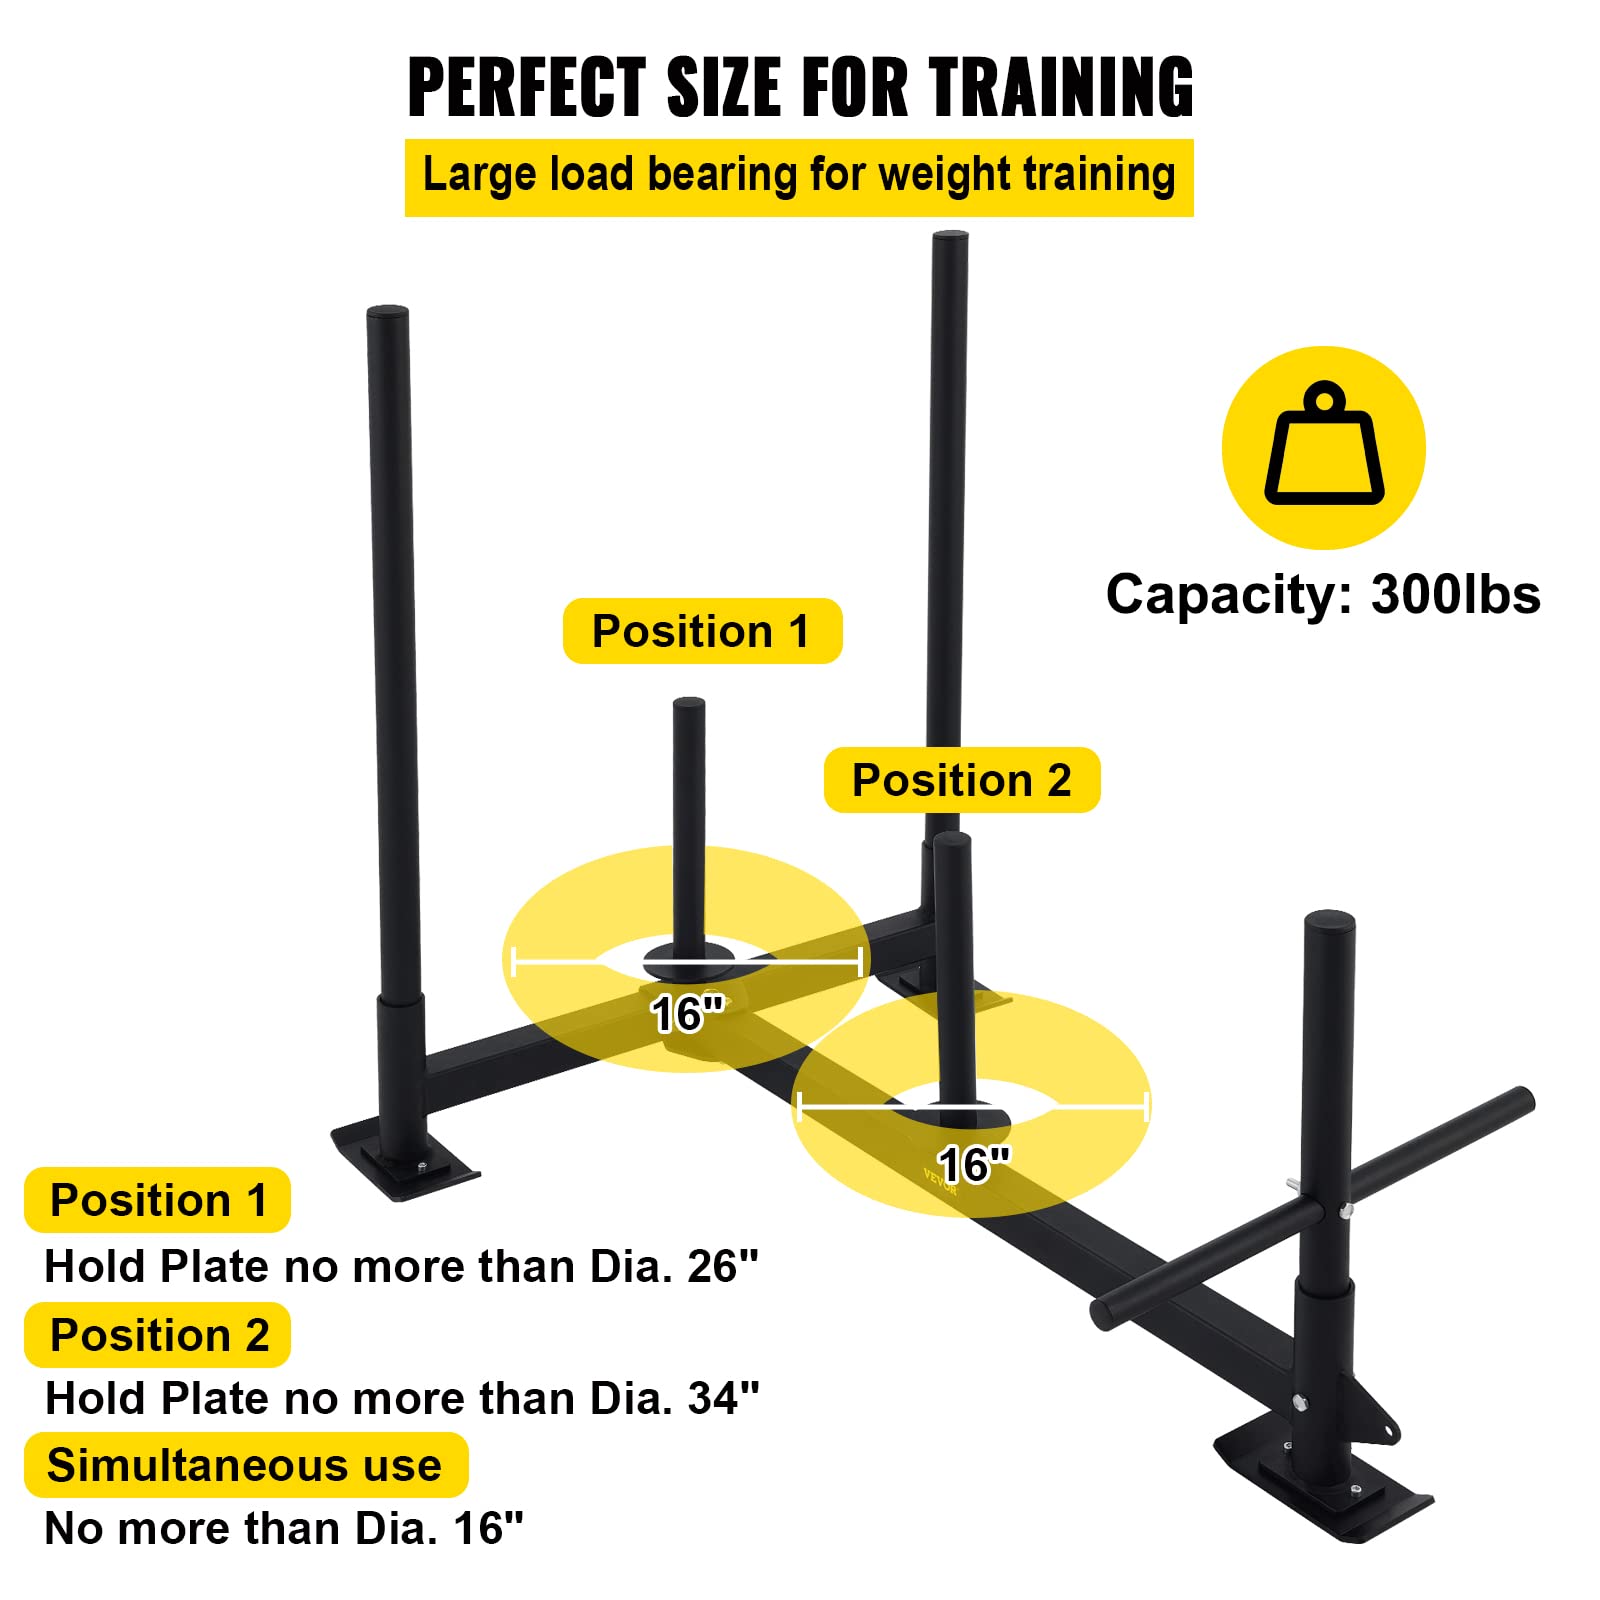 PERFECT SIZE FOR TRAINING
Large load bearing for weight training
Capacity: 300lbs
Position 1
Position 2
16"
16"
VEVOR
Position 1
Hold Plate no more than Dia. 26"
Position 2
Hold Plate no more than Dia. 34"
Simultaneous use
No more than Dia. 16"